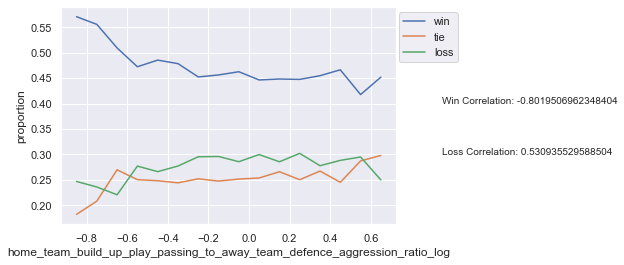 win
tie
loss
0.55
0.50
0.45
0.40
0.35
0.30
0.25
0.20
proportion
Win Correlation: -0.8019506962348404
Loss Correlation: 0.530935529588504
−0.8 −0.6 −0.4 −0.2 0.0 0.2 0.4 0.6
home_team_build_up_play_passing_to_away_team_defence_aggression_ratio_log